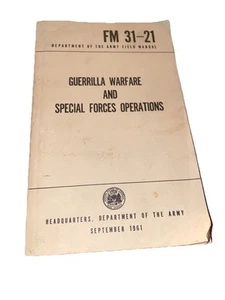 FM 31-21
DEPARTMENT OF THE ARMY FIELD MANUAL
GUERRILLA WARFARE
AND
SPECIAL FORCES OPERATIONS
HEADQUARTERS, DEPARTMENT OF THE ARMY
SEPTEMBER 1961